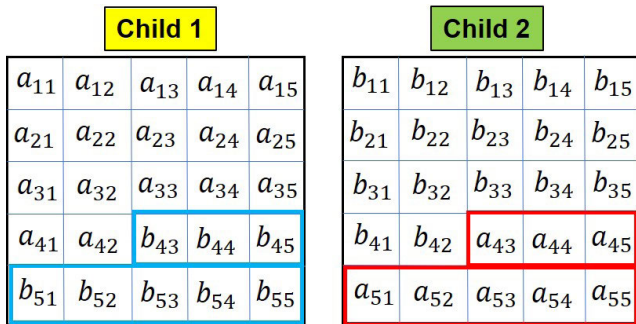 Child 1
a₁₁ a₁₂ a₁₃ a₁₄ a₁₅
a₂₁ a₂₂ a₂₃ a₂₄ a₂₅
a₃₁ a₃₂ a₃₃ a₃₄ a₃₅
a₄₁ a₄₂ b₄₃ b₄₄ b₄₅
b₅₁ b₅₂ b₅₃ b₅₄ b₅₅
Child 2
b₁₁ b₁₂ b₁₃ b₁₄ b₁₅
b₂₁ b₂₂ b₂₃ b₂₄ b₂₅
b₃₁ b₃₂ b₃₃ b₃₄ b₃₅
b₄₁ b₄₂ a₄₃ a₄₄ a₄₅
a₅₁ a₅₂ a₅₃ a₅₄ a₅₅